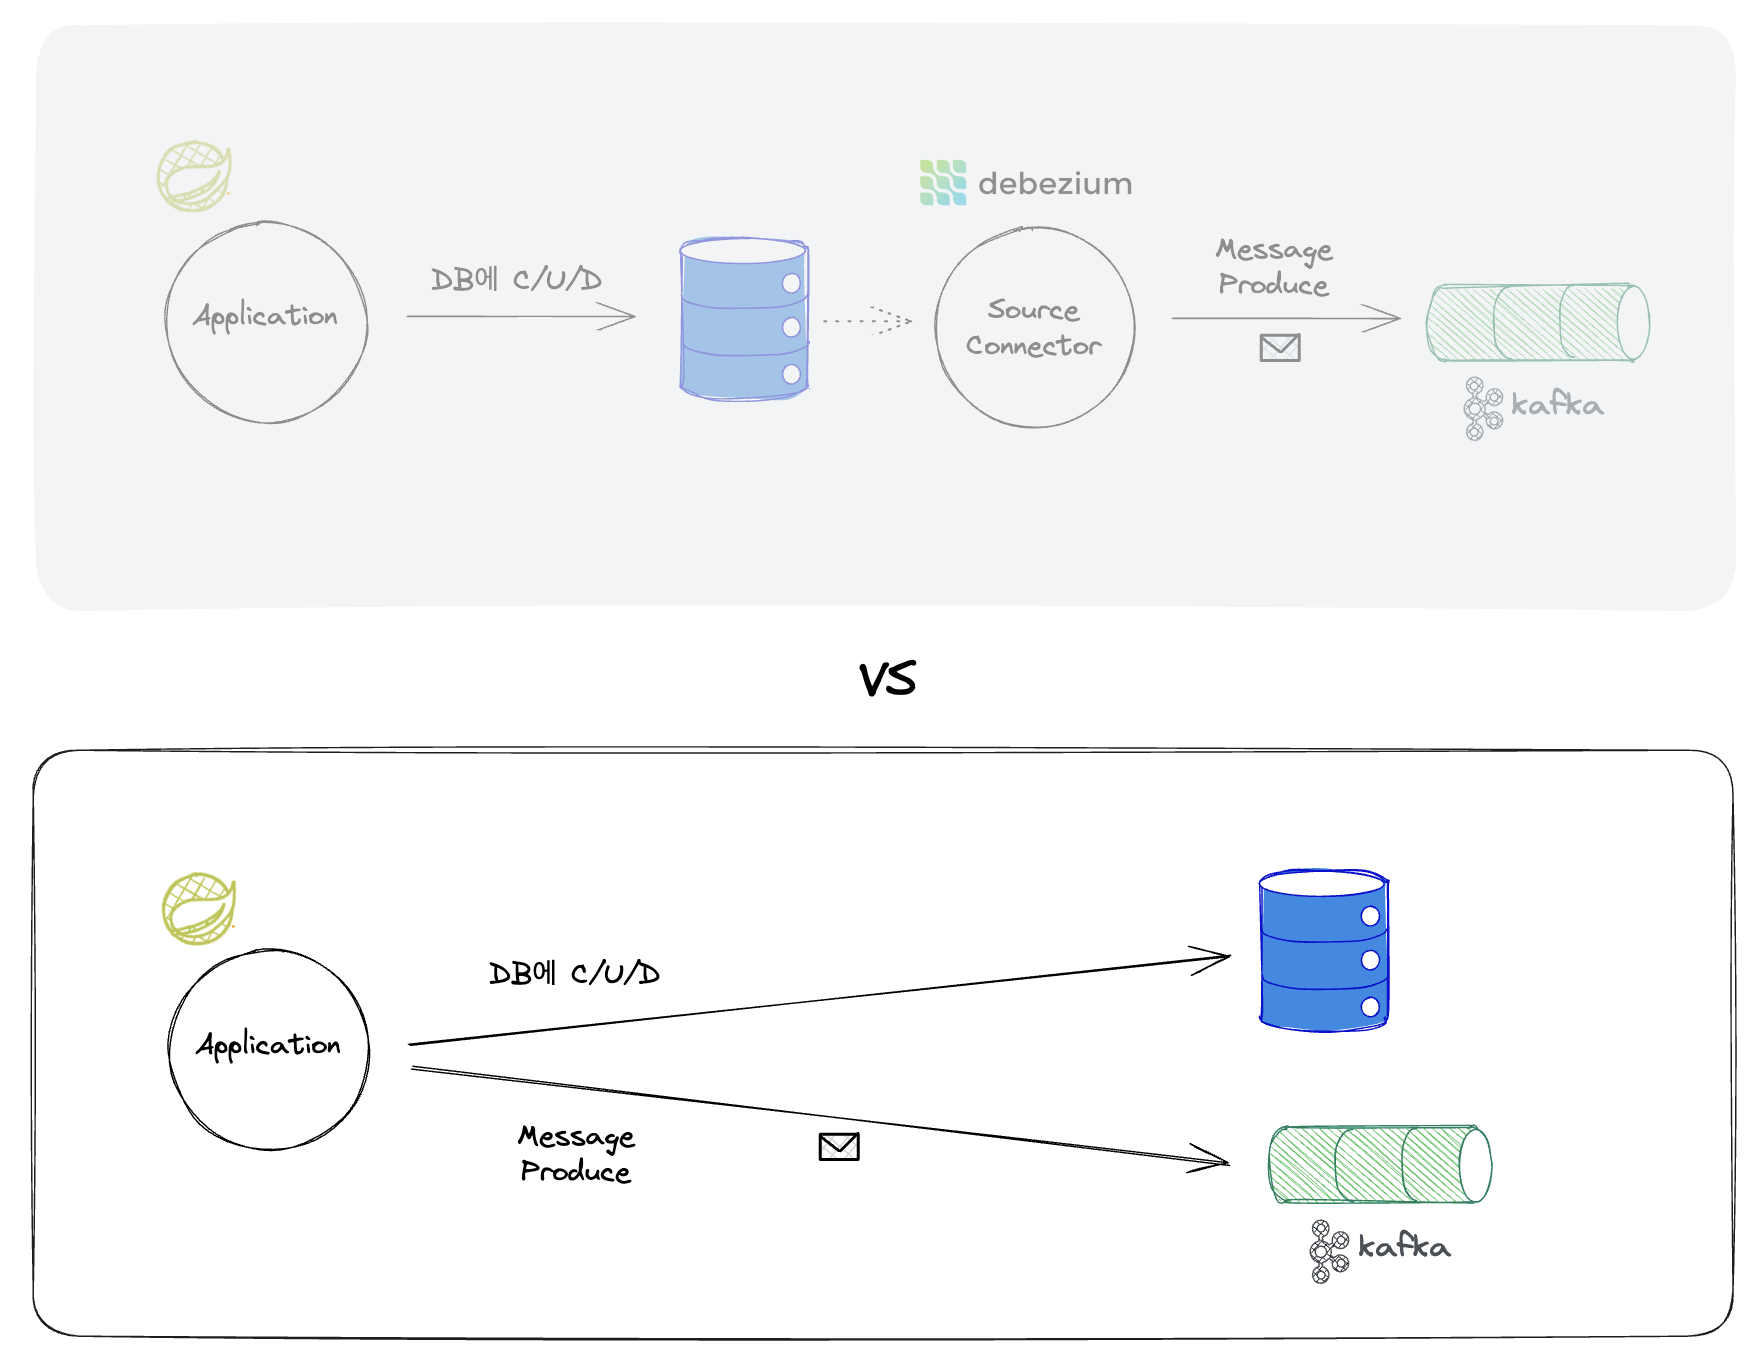 debezium
DB에 C/U/D
Application
Source
Connector
Message
Produce
kafka
VS
DB에 C/U/D
Application
Message
Produce
kafka